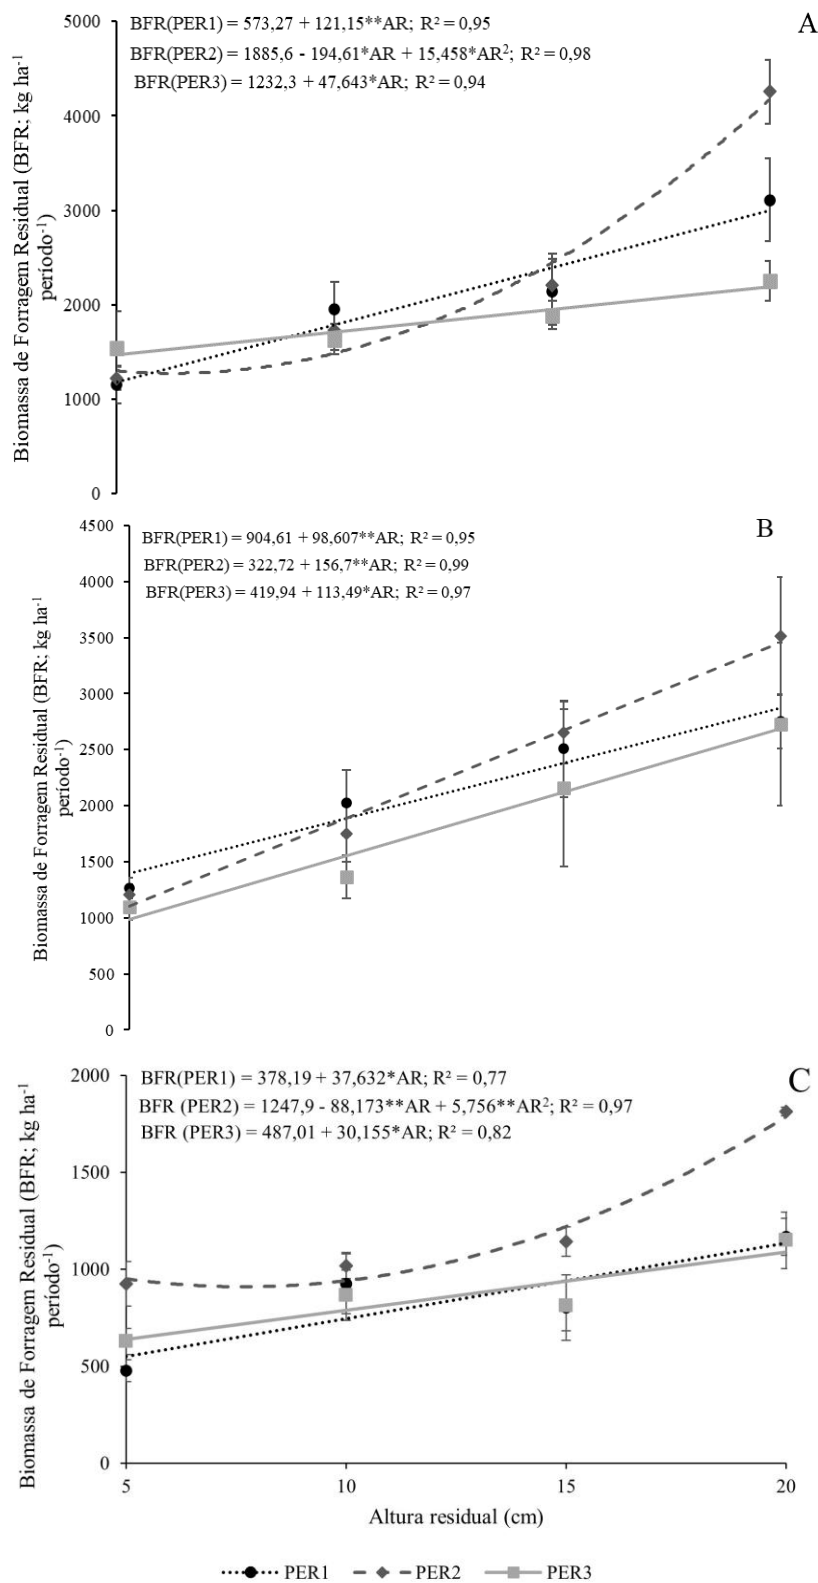 A
BFR(PER1) = 573,27 + 121,15**AR; R² = 0,95
BFR(PER2) = 1885,6 - 194,61*AR + 15,458*AR²; R² = 0,98
BFR(PER3) = 1232,3 + 47,643*AR; R² = 0,94
Biomassa de Forragem Residual (BFR; kg ha⁻¹
período⁻¹)
5000
4000
3000
2000
1000
0
B
BFR(PER1) = 904,61 + 98,607**AR; R² = 0,95
BFR(PER2) = 322,72 + 156,7**AR; R² = 0,99
BFR(PER3) = 419,94 + 113,49*AR; R² = 0,97
Biomassa de Forragem Residual (BFR; kg ha⁻¹
período⁻¹)
4500
4000
3500
3000
2500
2000
1500
1000
500
0
C
BFR(PER1) = 378,19 + 37,632*AR; R² = 0,77
BFR (PER2) = 1247,9 - 88,173**AR + 5,756**AR²; R² = 0,97
BFR (PER3) = 487,01 + 30,155*AR; R² = 0,82
Biomassa de Forragem Residual (BFR; kg ha⁻¹
período⁻¹)
2000
1500
1000
500
0
5 10 15 20
Altura residual (cm)
PER1 PER2 PER3